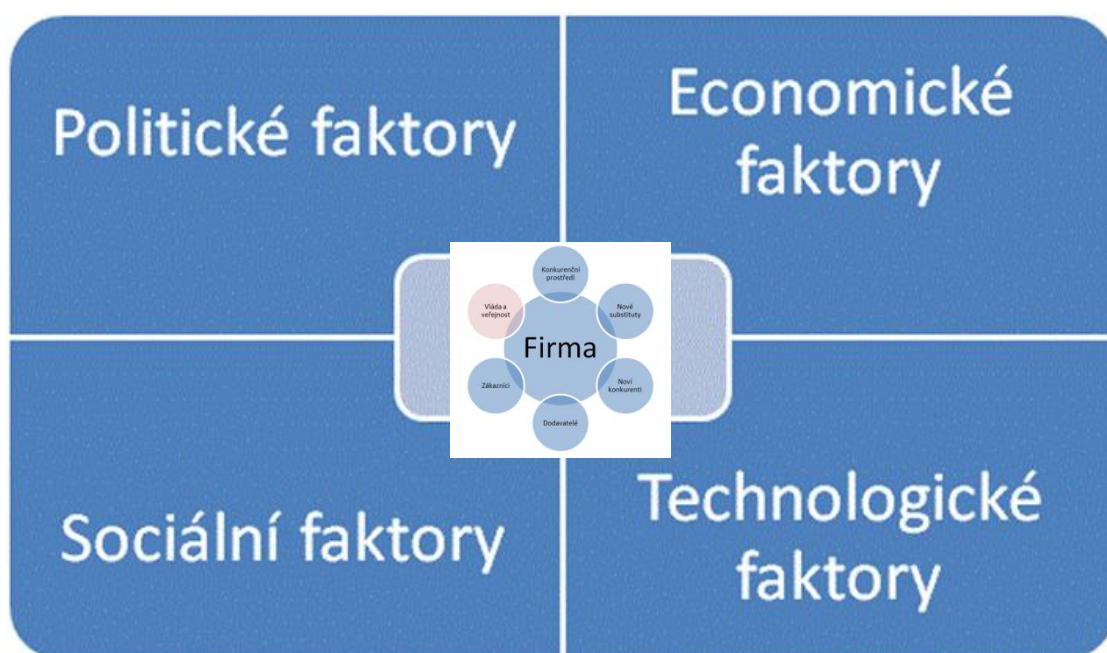 Politické faktory
Economické
faktory
Konkurenční
prostředí
Vláda a
veřejnost
Nové
substituty
Firma
Zákazníci
Noví
konkurenti
Dodavatelé
Sociální faktory
Technologické
faktory